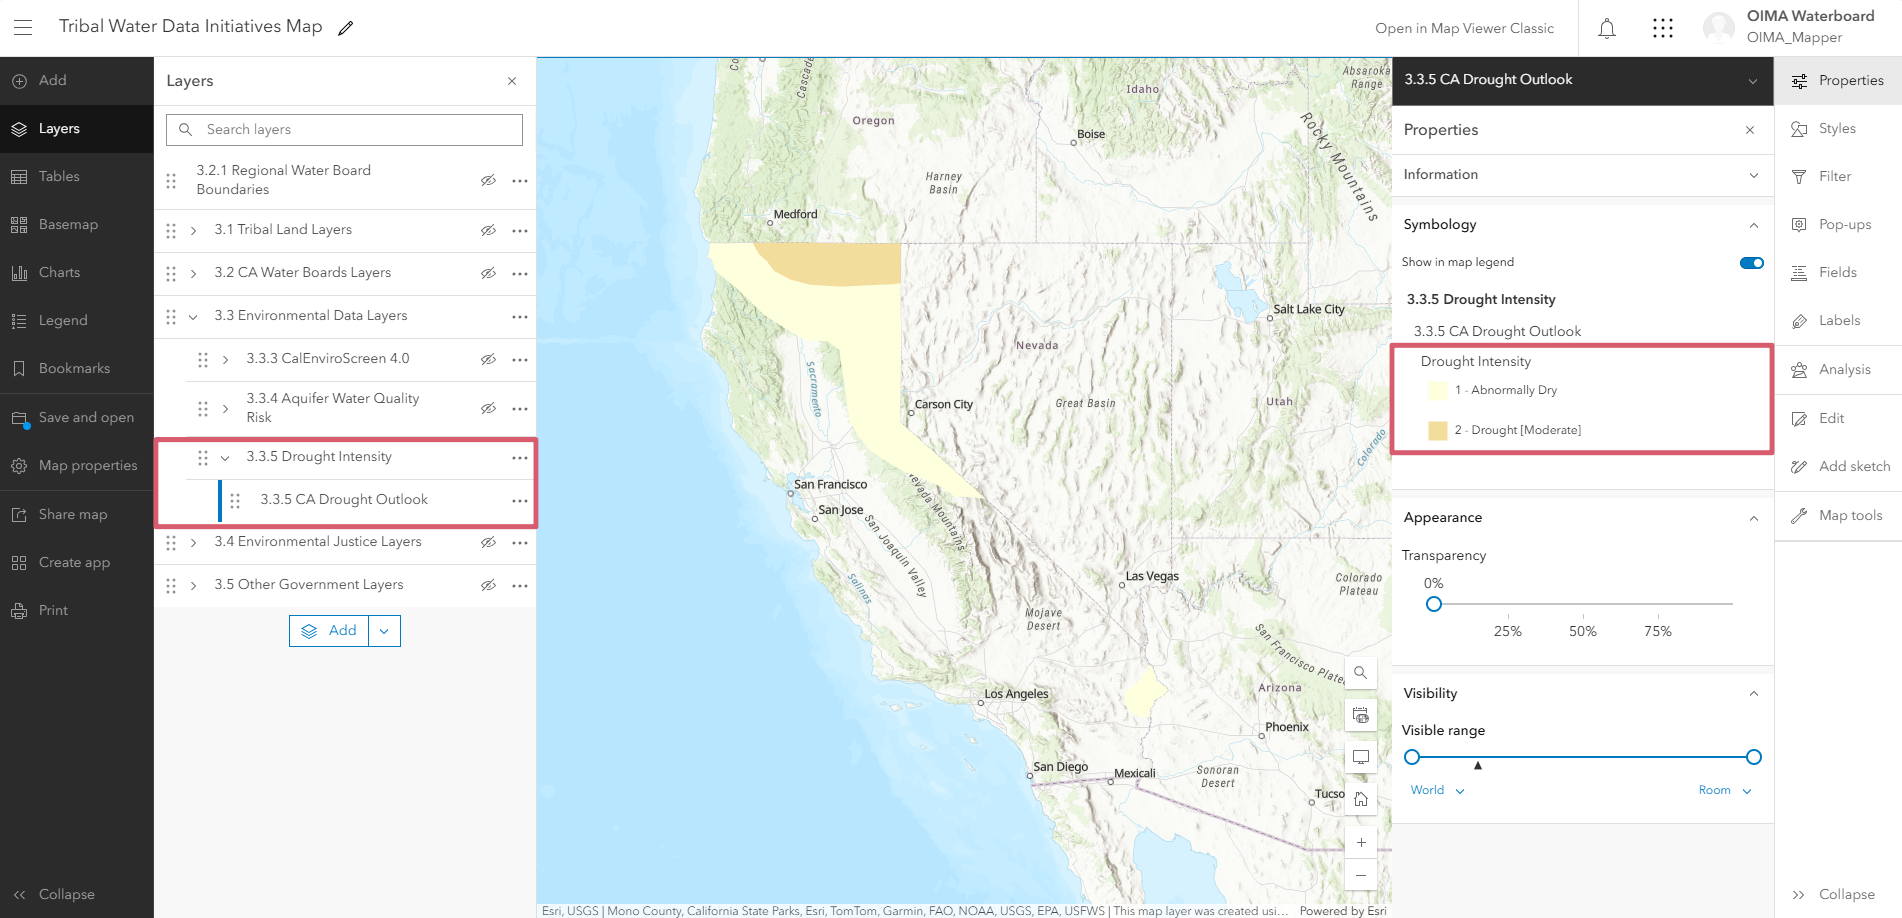 Tribal Water Data Initiatives Map
Open in Map Viewer Classic
OIMA Waterboard
OIMA_Mapper
Add
Layers
Tables
Basemap
Charts
Legend
Bookmarks
Save and open
Map properties
Share map
Create app
Print
Collapse
Layers
Search layers
3.2.1 Regional Water Board
Boundaries
3.1 Tribal Land Layers
3.2 CA Water Boards Layers
3.3 Environmental Data Layers
3.3.3 CalEnviroScreen 4.0
3.3.4 Aquifer Water Quality
Risk
3.3.5 Drought Intensity
3.3.5 CA Drought Outlook
3.4 Environmental Justice Layers
3.5 Other Government Layers
Add
Cascade
Absaroka
Range
Idaho
Oregon
Boise
Rocky Mountains
Harney
Basin
Medford
Salt Lake City
Nevada
Sacramento
Great Basin
Utah
Carson City
Colorado
San Francisco
San Jose
Nevada Mountains
San Joaquin Valley
Salinas
Las Vegas
Colorado
Plateau
Mojave
Desert
San Francisco Plate
Arizona
Los Angeles
Phoenix
San Diego
Mexicali
Sonoran
Desert
Tucso
Esri, USGS | Mono County, California State Parks, Esri, TomTom, Garmin, FAO, NOAA, USGS, EPA, USFWS | This map layer was created usi...
Powered by Esri
3.3.5 CA Drought Outlook
Properties
Information
Symbology
Show in map legend
3.3.5 Drought Intensity
3.3.5 CA Drought Outlook
Drought Intensity
1 - Abnormally Dry
2 - Drought [Moderate]
Appearance
Transparency
0%
25% 50% 75%
Visibility
Visible range
World
Room
Properties
Styles
Filter
Pop-ups
Fields
Labels
Analysis
Edit
Add sketch
Map tools
Collapse